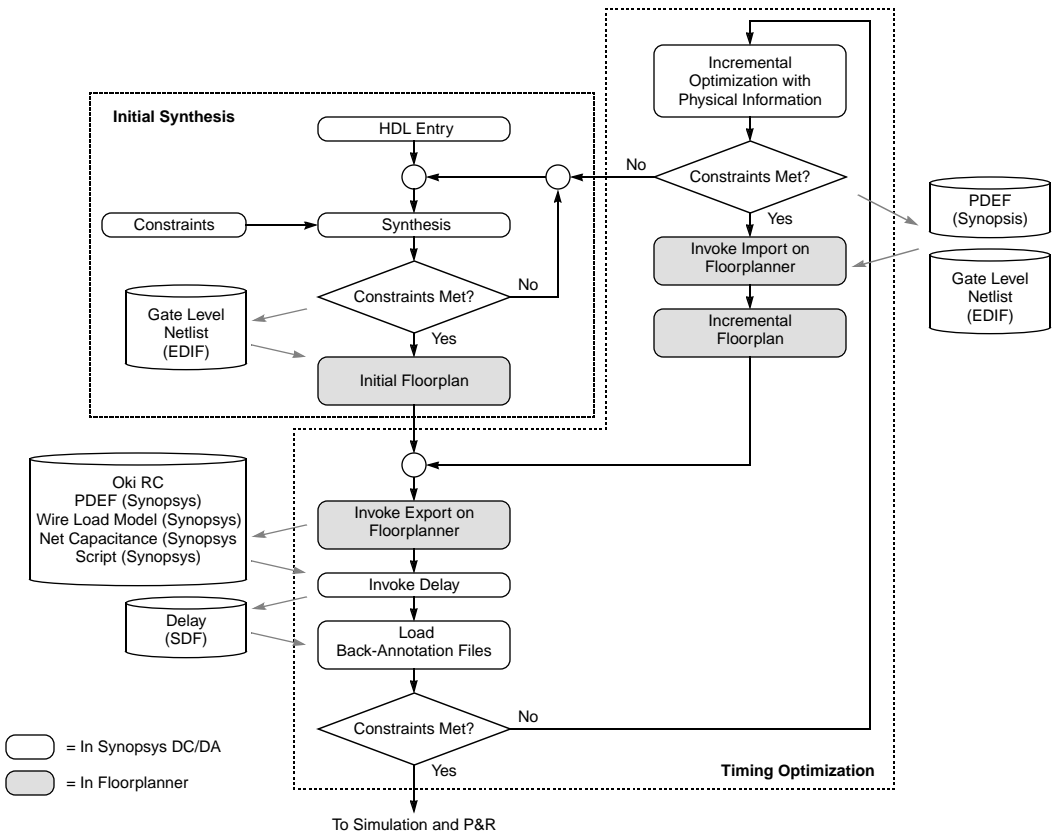 Incremental
Optimization with
Physical Information
Initial Synthesis
HDL Entry
No
Constraints Met?
PDEF
(Synopsis)
Constraints
Synthesis
Yes
Invoke Import on
Floorplanner
Gate Level
Netlist
(EDIF)
No
Constraints Met?
Gate Level
Netlist
(EDIF)
Incremental
Floorplan
Yes
Initial Floorplan
Oki RC
PDEF (Synopsys)
Wire Load Model (Synopsys)
Net Capacitance (Synopsys
Script (Synopsys)
Invoke Export on
Floorplanner
Invoke Delay
Delay
(SDF)
Load
Back-Annotation Files
No
Constraints Met?
= In Synopsys DC/DA
= In Floorplanner
Yes
Timing Optimization
To Simulation and P&R